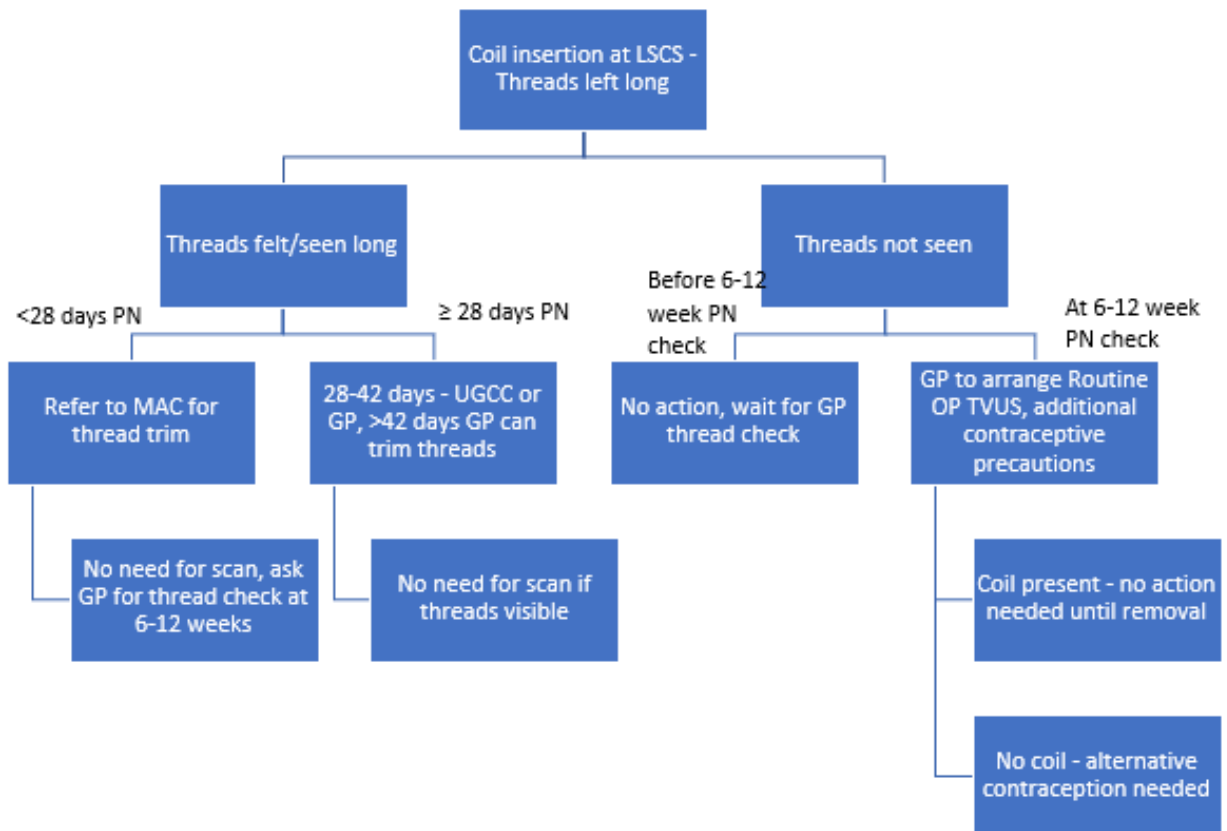 Coil insertion at LSCS -
Threads left long
Threads felt/seen long
Threads not seen
<28 days PN
≥ 28 days PN
Before 6-12
week PN
check
At 6-12 week
PN check
Refer to MAC for
thread trim
28-42 days - UGCC or
GP, >42 days GP can
trim threads
No action, wait for GP
thread check
GP to arrange Routine
OP TVUS, additional
contraceptive
precautions
No need for scan, ask
GP for thread check at
6-12 weeks
No need for scan if
threads visible
Coil present - no action
needed until removal
No coil - alternative
contraception needed